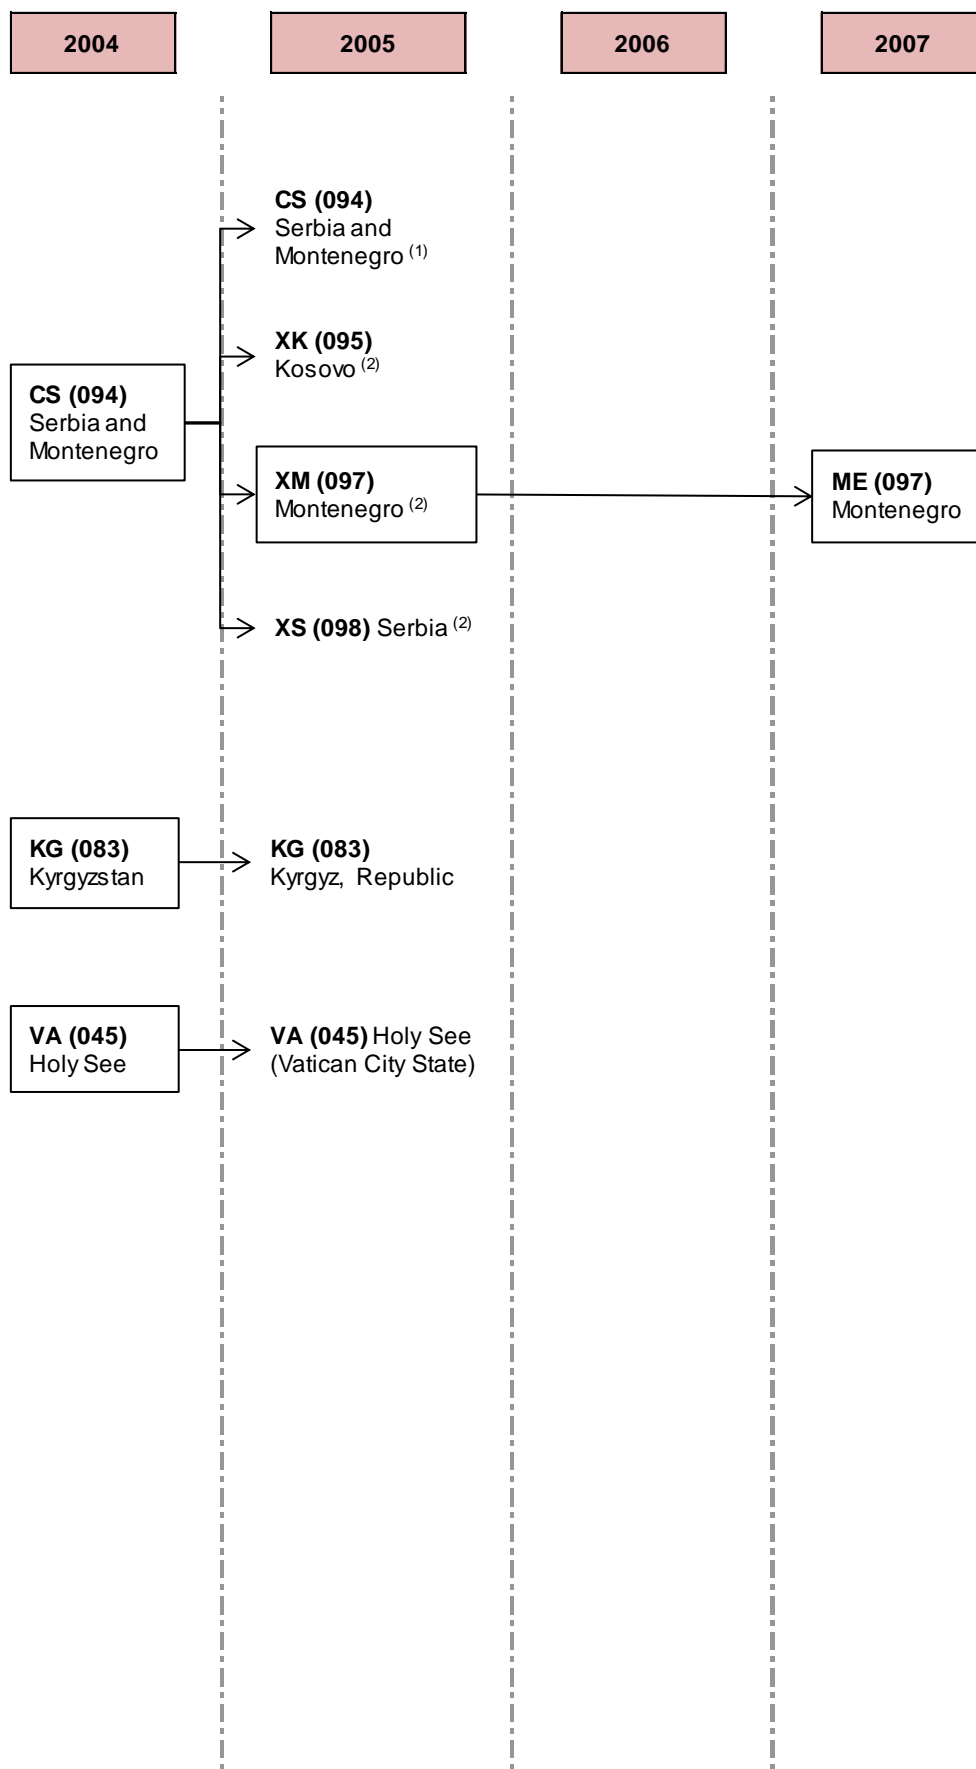 2004
2005
2006
2007
CS (094)
Serbia and
Montenegro (1)
XK (095)
Kosovo (2)
CS (094)
Serbia and
Montenegro
XM (097)
Montenegro (2)
ME (097)
Montenegro
XS (098) Serbia (2)
KG (083)
Kyrgyzstan
KG (083)
Kyrgyz, Republic
VA (045)
Holy See
VA (045) Holy See
(Vatican City State)